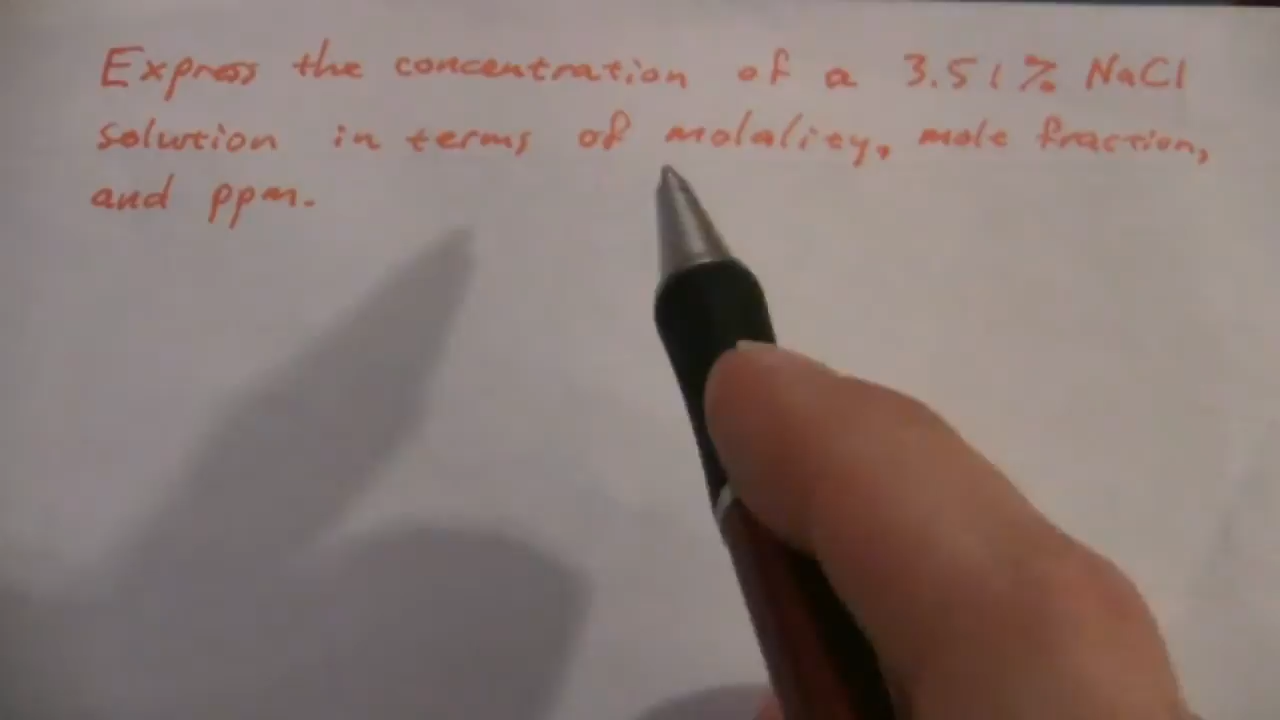 Express the concentration of a 3.51% NaCl
solution in terms of molality, mole fraction,
and ppm.